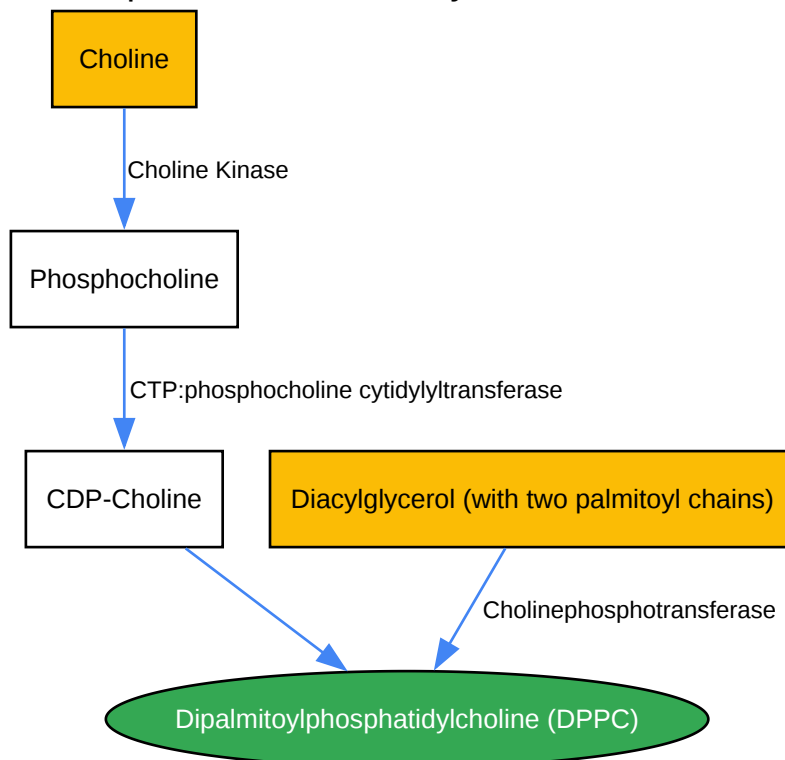 Choline
Choline Kinase
Phosphocholine
CTP:phosphocholine cytidylyltransferase
CDP-Choline
Diacylglycerol (with two palmitoyl chains)
Cholinephosphotransferase
Dipalmitoylphosphatidylcholine (DPPC)